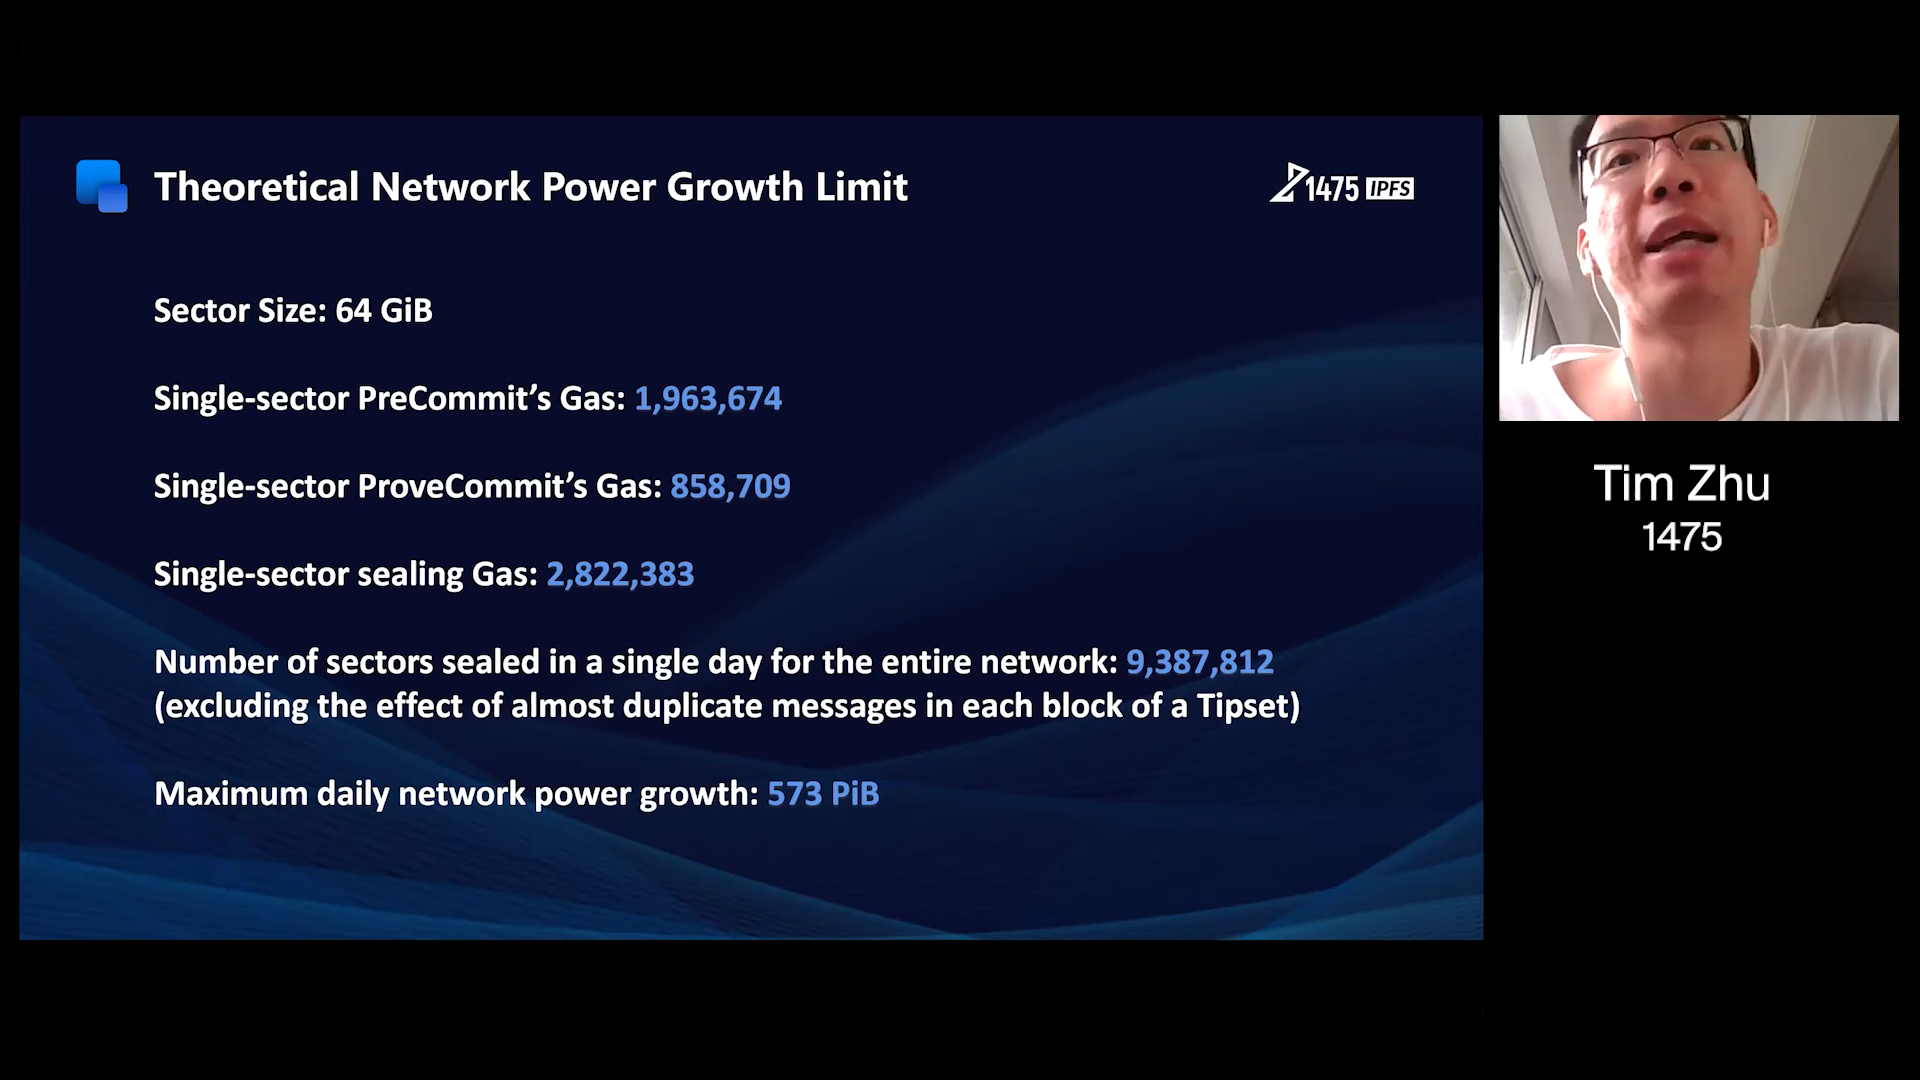 Theoretical Network Power Growth Limit
1475 IPFS
Sector Size: 64 GiB
Single-sector PreCommit’s Gas: 1,963,674
Single-sector ProveCommit’s Gas: 858,709
Single-sector sealing Gas: 2,822,383
Number of sectors sealed in a single day for the entire network: 9,387,812
(excluding the effect of almost duplicate messages in each block of a Tipset)
Maximum daily network power growth: 573 PiB
Tim Zhu
1475